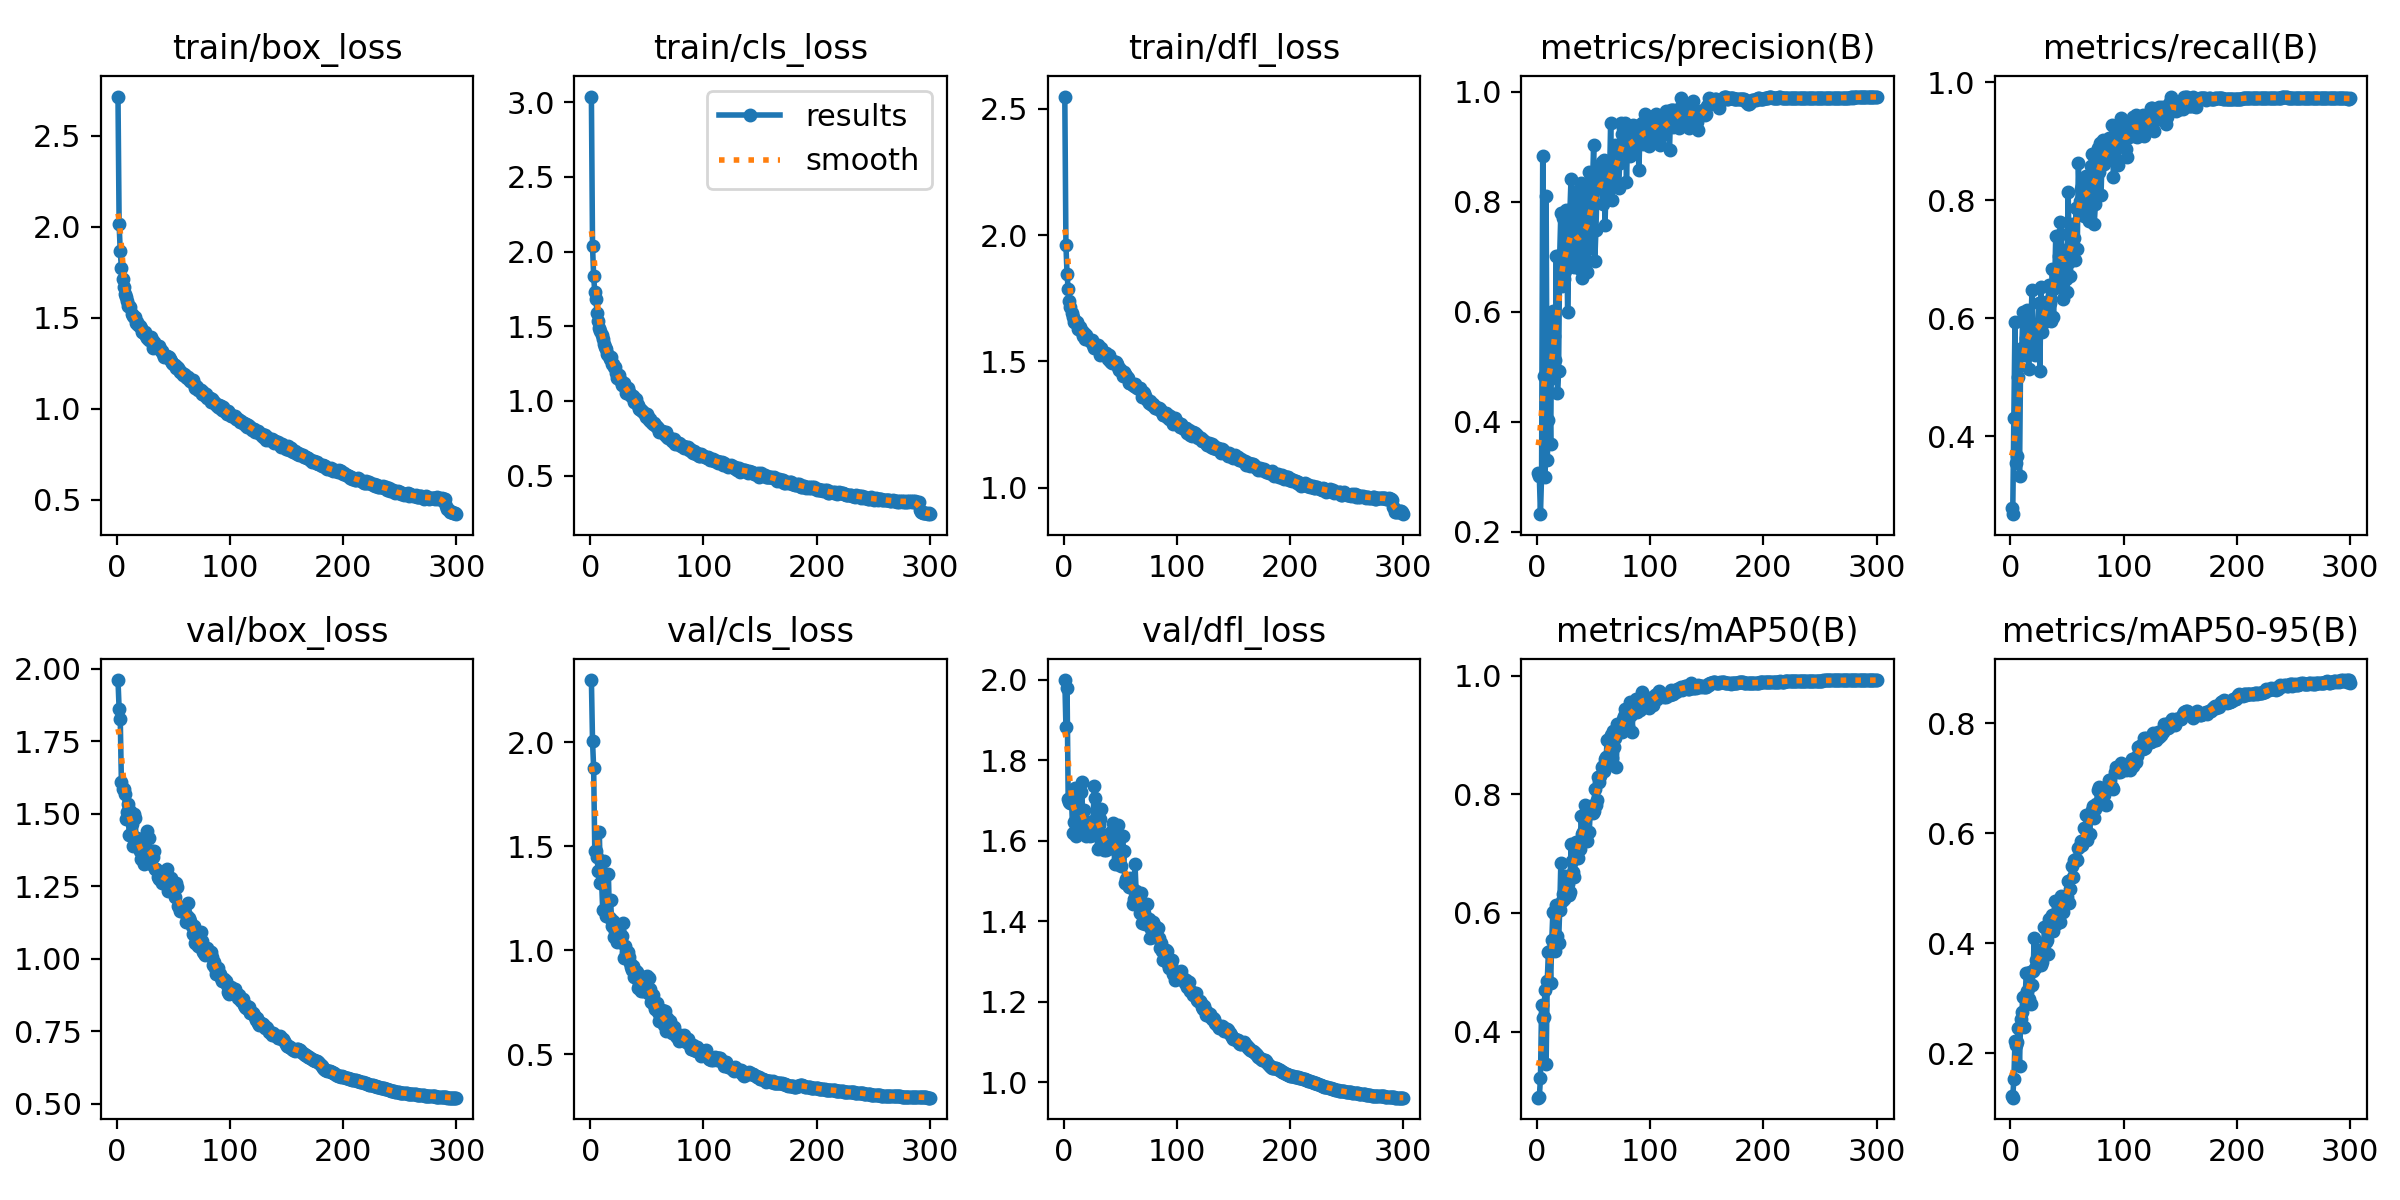 train/box_loss
2.5
2.0
1.5
1.0
0.5
0 100 200 300
train/cls_loss
results
smooth
3.0
2.5
2.0
1.5
1.0
0.5
0 100 200 300
train/dfl_loss
2.5
2.0
1.5
1.0
0 100 200 300
metrics/precision(B)
1.0
0.8
0.6
0.4
0.2
0 100 200 300
metrics/recall(B)
1.0
0.8
0.6
0.4
0 100 200 300
val/box_loss
2.00
1.75
1.50
1.25
1.00
0.75
0.50
0 100 200 300
val/cls_loss
2.0
1.5
1.0
0.5
0 100 200 300
val/dfl_loss
2.0
1.8
1.6
1.4
1.2
1.0
0 100 200 300
metrics/mAP50(B)
1.0
0.8
0.6
0.4
0 100 200 300
metrics/mAP50-95(B)
0.8
0.6
0.4
0.2
0 100 200 300